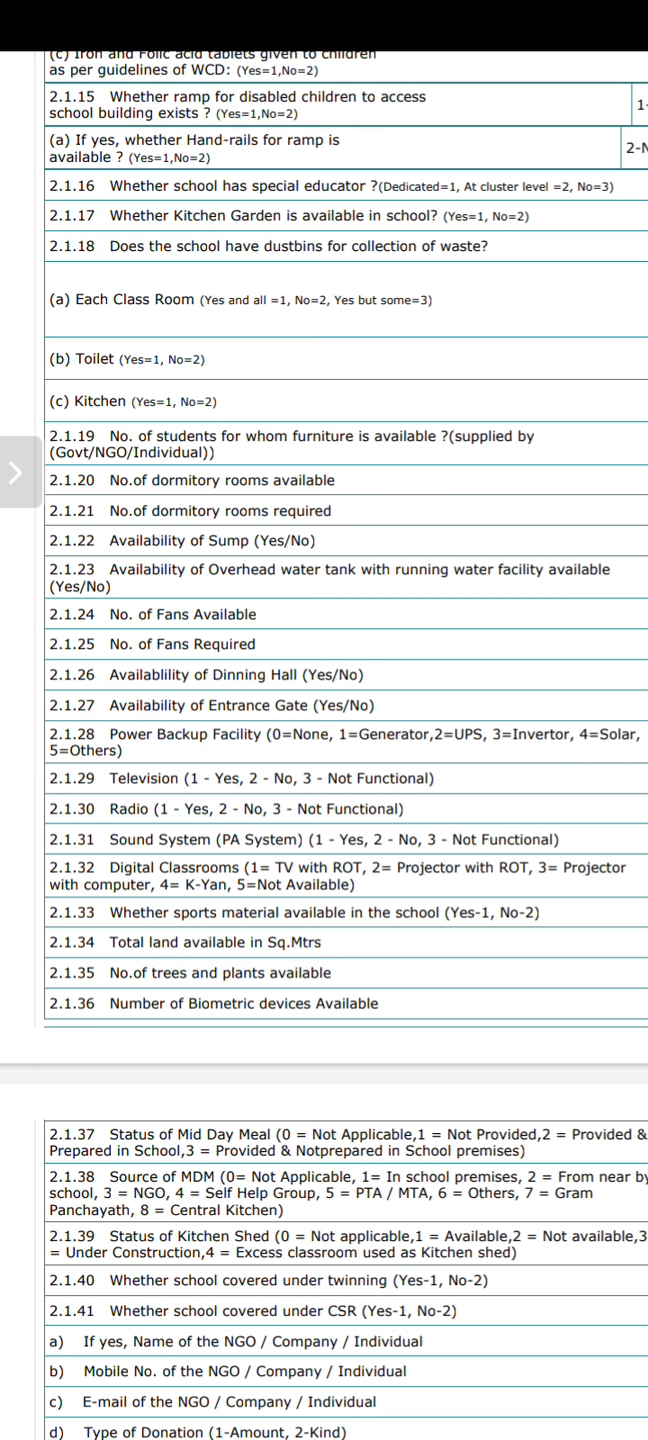 (c) Iron and Folic acid tablets given to children
as per guidelines of WCD: (Yes=1,No=2)
2.1.15 Whether ramp for disabled children to access
school building exists ? (Yes=1,No=2)
1-
(a) If yes, whether Hand-rails for ramp is
available ? (Yes=1,No=2)
2-N
2.1.16 Whether school has special educator ?(Dedicated=1, At cluster level =2, No=3)
2.1.17 Whether Kitchen Garden is available in school? (Yes=1, No=2)
2.1.18 Does the school have dustbins for collection of waste?
(a) Each Class Room (Yes and all =1, No=2, Yes but some=3)
(b) Toilet (Yes=1, No=2)
(c) Kitchen (Yes=1, No=2)
2.1.19 No. of students for whom furniture is available ?(supplied by
(Govt/NGO/Individual))
2.1.20 No.of dormitory rooms available
2.1.21 No.of dormitory rooms required
2.1.22 Availability of Sump (Yes/No)
2.1.23 Availability of Overhead water tank with running water facility available
(Yes/No)
2.1.24 No. of Fans Available
2.1.25 No. of Fans Required
2.1.26 Availablility of Dinning Hall (Yes/No)
2.1.27 Availability of Entrance Gate (Yes/No)
2.1.28 Power Backup Facility (0=None, 1=Generator,2=UPS, 3=Invertor, 4=Solar,
5=Others)
2.1.29 Television (1 - Yes, 2 - No, 3 - Not Functional)
2.1.30 Radio (1 - Yes, 2 - No, 3 - Not Functional)
2.1.31 Sound System (PA System) (1 - Yes, 2 - No, 3 - Not Functional)
2.1.32 Digital Classrooms (1= TV with ROT, 2= Projector with ROT, 3= Projector
with computer, 4= K-Yan, 5=Not Available)
2.1.33 Whether sports material available in the school (Yes-1, No-2)
2.1.34 Total land available in Sq.Mtrs
2.1.35 No.of trees and plants available
2.1.36 Number of Biometric devices Available
2.1.37 Status of Mid Day Meal (0 = Not Applicable,1 = Not Provided,2 = Provided &
Prepared in School,3 = Provided & Notprepared in School premises)
2.1.38 Source of MDM (0= Not Applicable, 1= In school premises, 2 = From near by
school, 3 = NGO, 4 = Self Help Group, 5 = PTA / MTA, 6 = Others, 7 = Gram
Panchayath, 8 = Central Kitchen)
2.1.39 Status of Kitchen Shed (0 = Not applicable,1 = Available,2 = Not available,3
= Under Construction,4 = Excess classroom used as Kitchen shed)
2.1.40 Whether school covered under twinning (Yes-1, No-2)
2.1.41 Whether school covered under CSR (Yes-1, No-2)
a) If yes, Name of the NGO / Company / Individual
b) Mobile No. of the NGO / Company / Individual
c) E-mail of the NGO / Company / Individual
d) Type of Donation (1-Amount, 2-Kind)